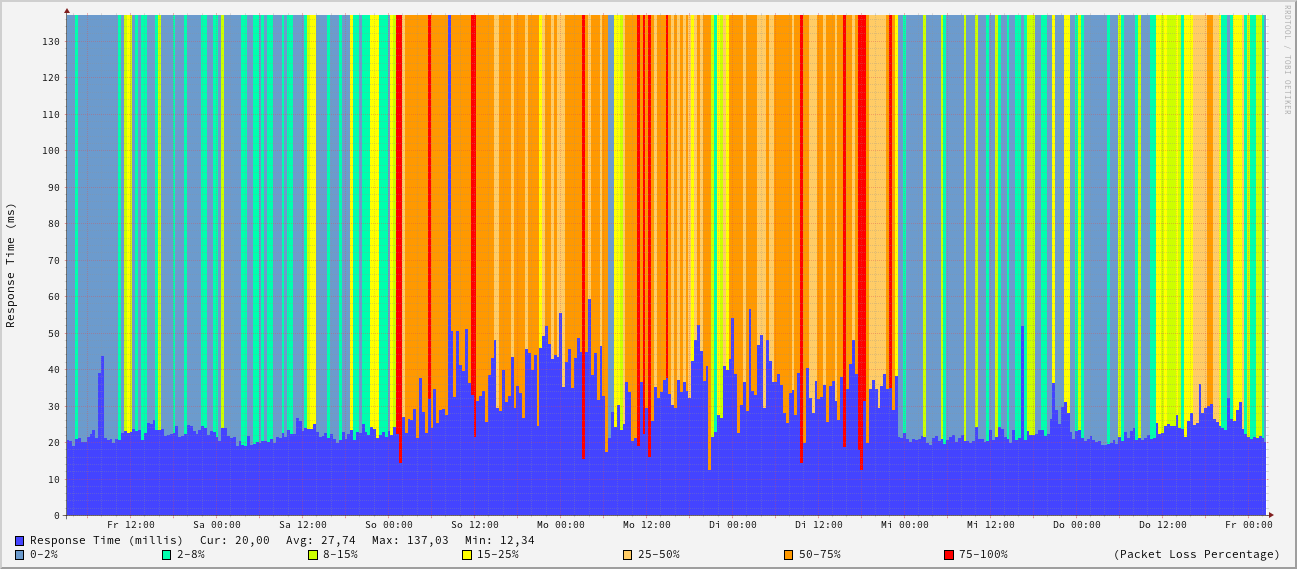 RRDTOOL / TOBI OETIKER
Response Time (ms)
130
120
110
100
90
80
70
60
50
40
30
20
10
0
Fr 12:00 Sa 00:00 Sa 12:00 So 00:00 So 12:00 Mo 00:00 Mo 12:00 Di 00:00 Di 12:00 Mi 00:00 Mi 12:00 Do 00:00 Do 12:00 Fr 00:00
Response Time (millis) Cur: 20,00 Avg: 27,74 Max: 137,03 Min: 12,34
0-2% 2-8% 8-15% 15-25% 25-50% 50-75% 75-100% (Packet Loss Percentage)